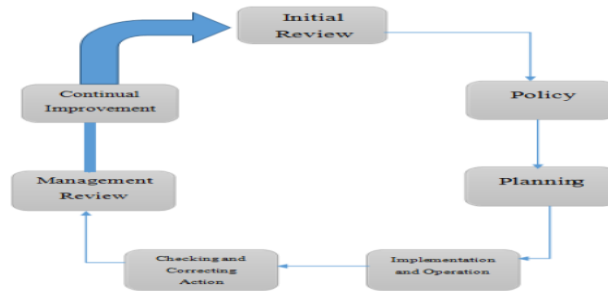 Initial
Review
Policy
Planning
Implementation
and Operation
Checking and
Correcting
Action
Management
Review
Continual
Improvement